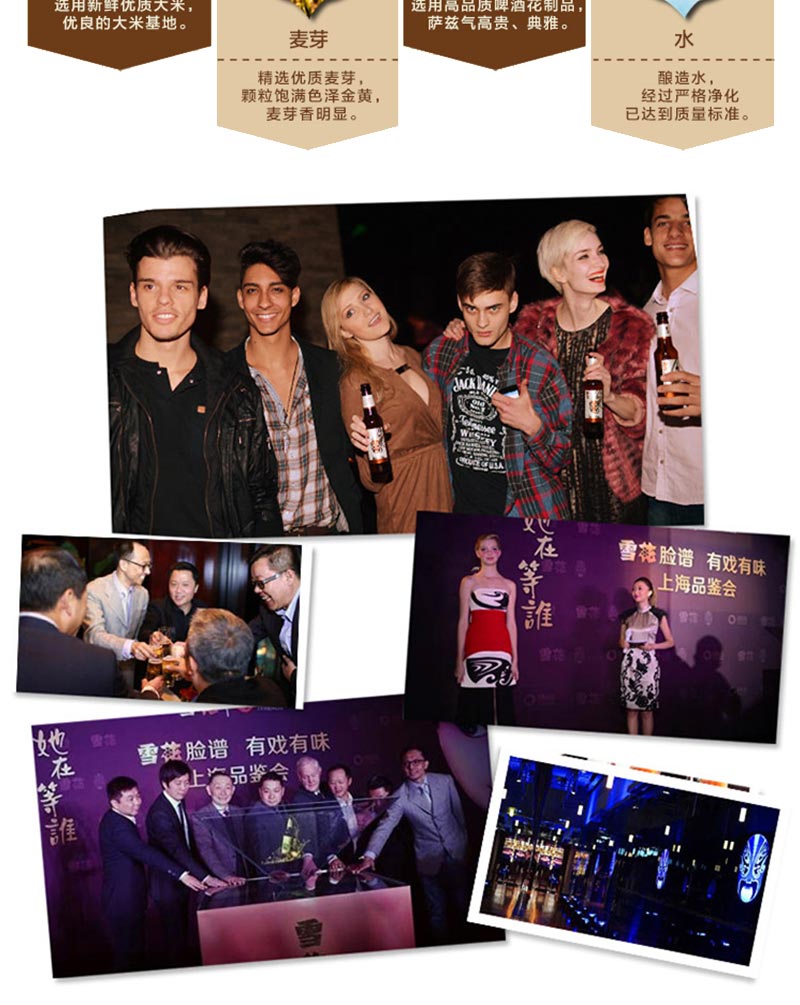 选用新鲜优质大米，
优良的大米基地。
麦芽
精选优质麦芽，
颗粒饱满色泽金黄，
麦芽香明显。
选用高品质啤酒花制品，
萨兹气高贵、典雅。
水
酿造水，
经过严格净化
已达到质量标准。
JACK DANIEL
OLD
Tennessee
WHISKEY
她在等誰
雪花脸谱 有戏有味
上海品鉴会
她在等誰
雪花脸谱 有戏有味
上海品鉴会
雪